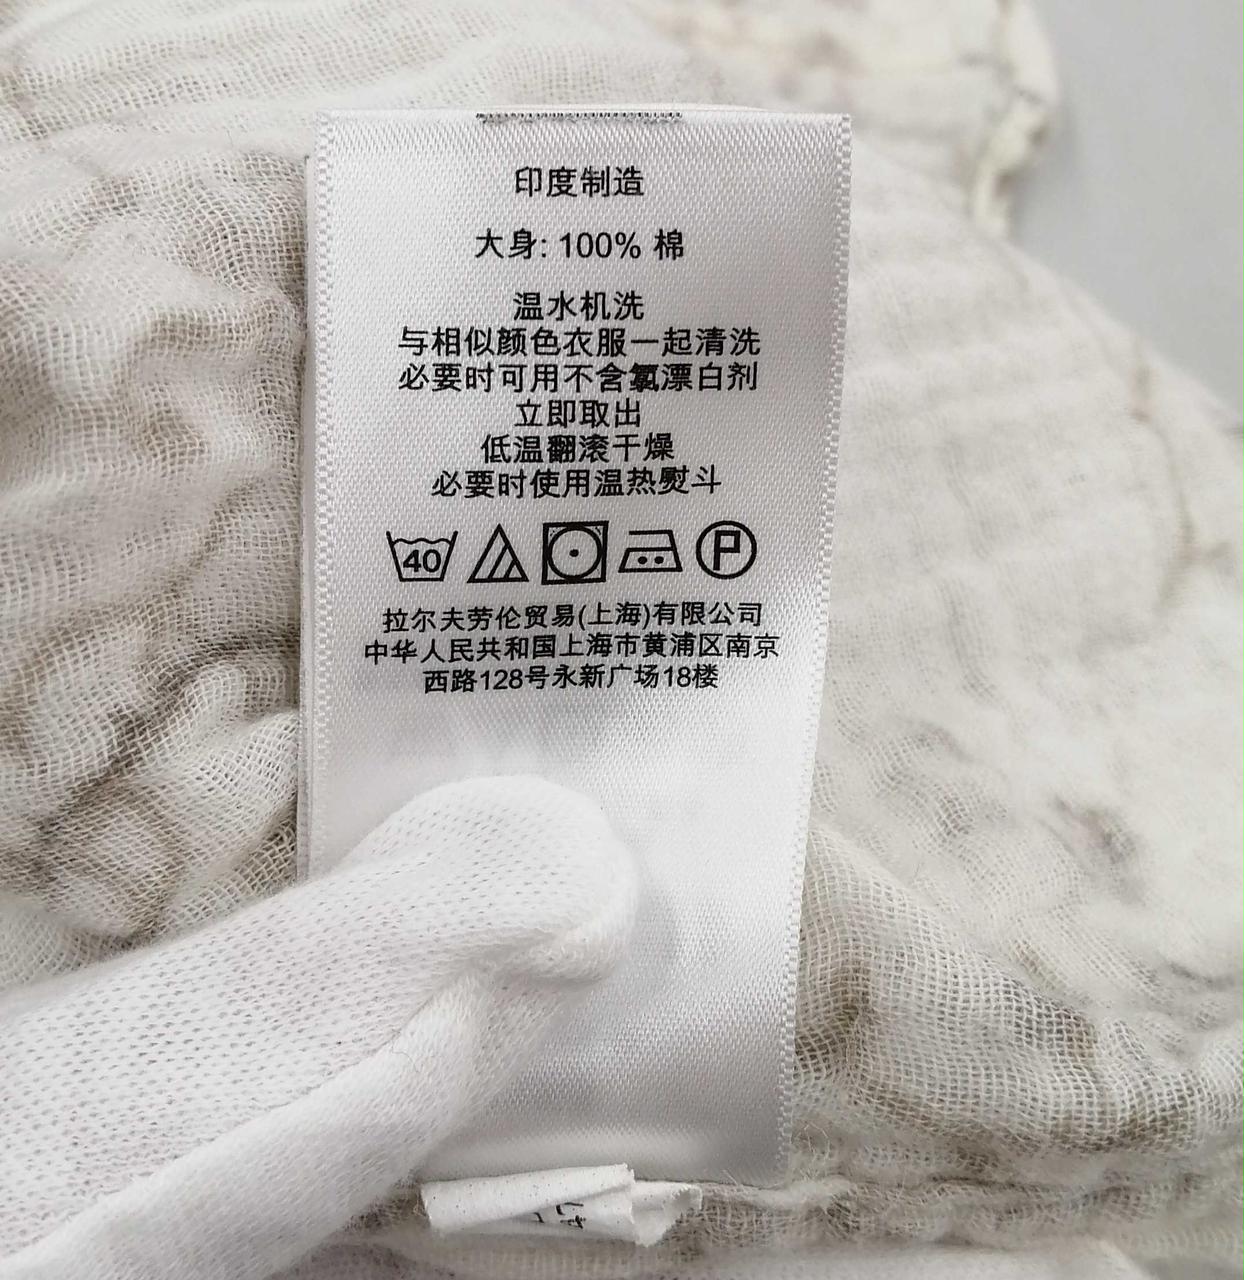 印度制造
大身: 100% 棉
温水机洗
与相似颜色衣服一起清洗
必要时可用不含氯漂白剂
立即取出
低温翻滚干燥
必要时使用温热熨斗
40
P
拉尔夫劳伦贸易(上海)有限公司
中华人民共和国上海市黄浦区南京
西路128号永新广场18楼